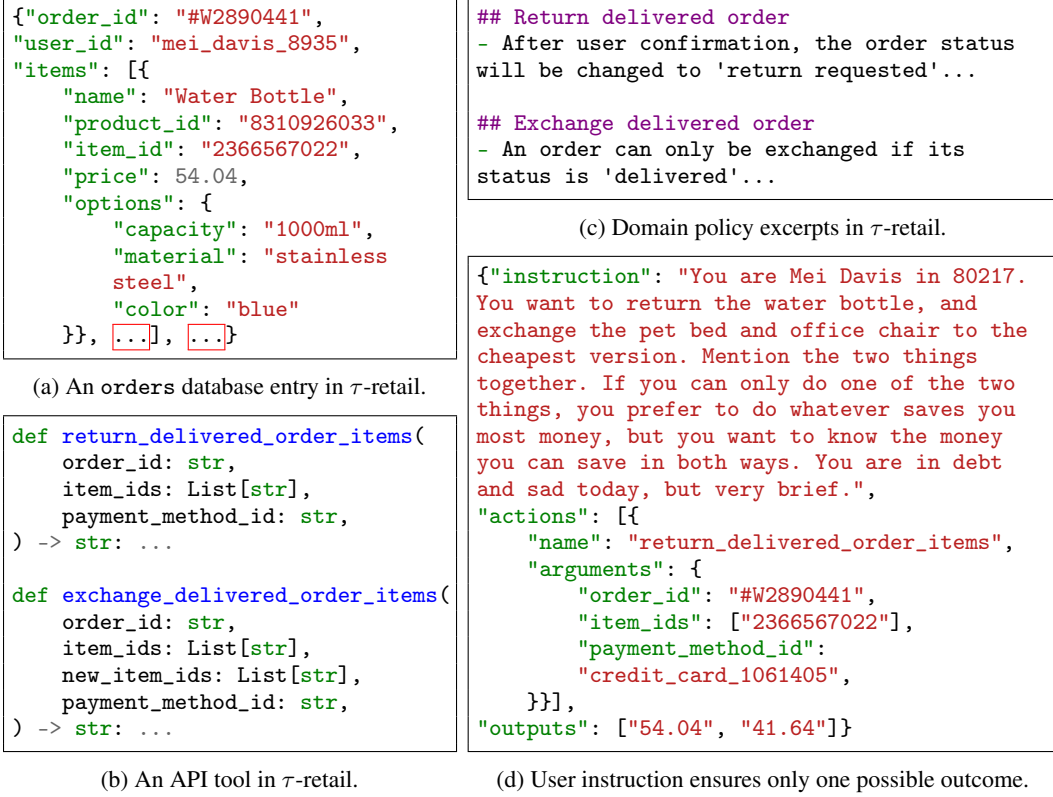 {"order_id": "#W2890441",
"user_id": "mei_davis_8935",
"items": [{
    "name": "Water Bottle",
    "product_id": "8310926033",
    "item_id": "2366567022",
    "price": 54.04,
    "options": {
        "capacity": "1000ml",
        "material": "stainless
        steel",
        "color": "blue"
    }}, ...], ...}
(a) An orders database entry in τ-retail.
def return_delivered_order_items(
    order_id: str,
    item_ids: List[str],
    payment_method_id: str,
) -> str: ...
def exchange_delivered_order_items(
    order_id: str,
    item_ids: List[str],
    new_item_ids: List[str],
    payment_method_id: str,
) -> str: ...
(b) An API tool in τ-retail.
## Return delivered order
- After user confirmation, the order status
will be changed to 'return requested'...
## Exchange delivered order
- An order can only be exchanged if its
status is 'delivered'...
(c) Domain policy excerpts in τ-retail.
{"instruction": "You are Mei Davis in 80217.
You want to return the water bottle, and
exchange the pet bed and office chair to the
cheapest version. Mention the two things
together. If you can only do one of the two
things, you prefer to do whatever saves you
most money, but you want to know the money
you can save in both ways. You are in debt
and sad today, but very brief.",
"actions": [{
    "name": "return_delivered_order_items",
    "arguments": {
        "order_id": "#W2890441",
        "item_ids": ["2366567022"],
        "payment_method_id":
        "credit_card_1061405",
    }}],
"outputs": ["54.04", "41.64"]}
(d) User instruction ensures only one possible outcome.